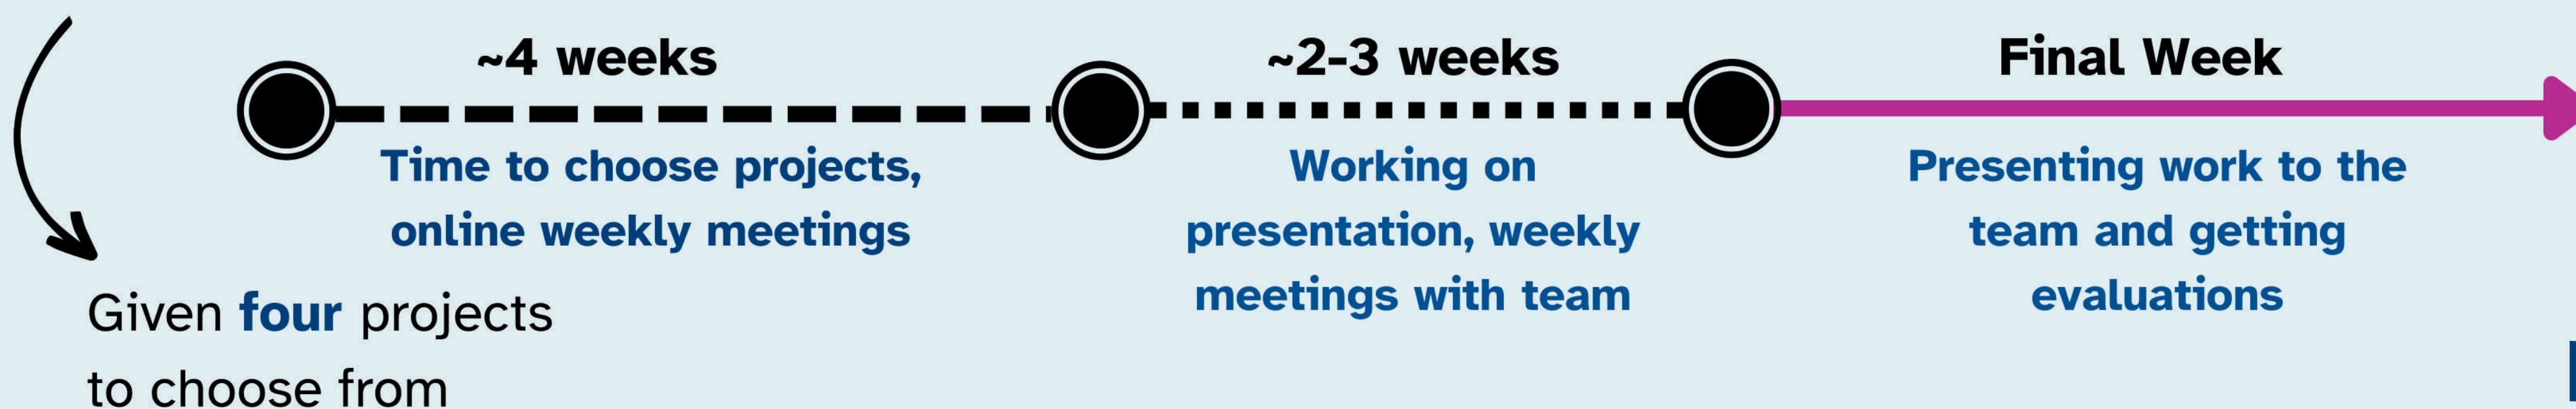 ~4 weeks
Time to choose projects,
online weekly meetings
~2-3 weeks
Working on
presentation, weekly
meetings with team
Final Week
Presenting work to the
team and getting
evaluations
Given four projects
to choose from